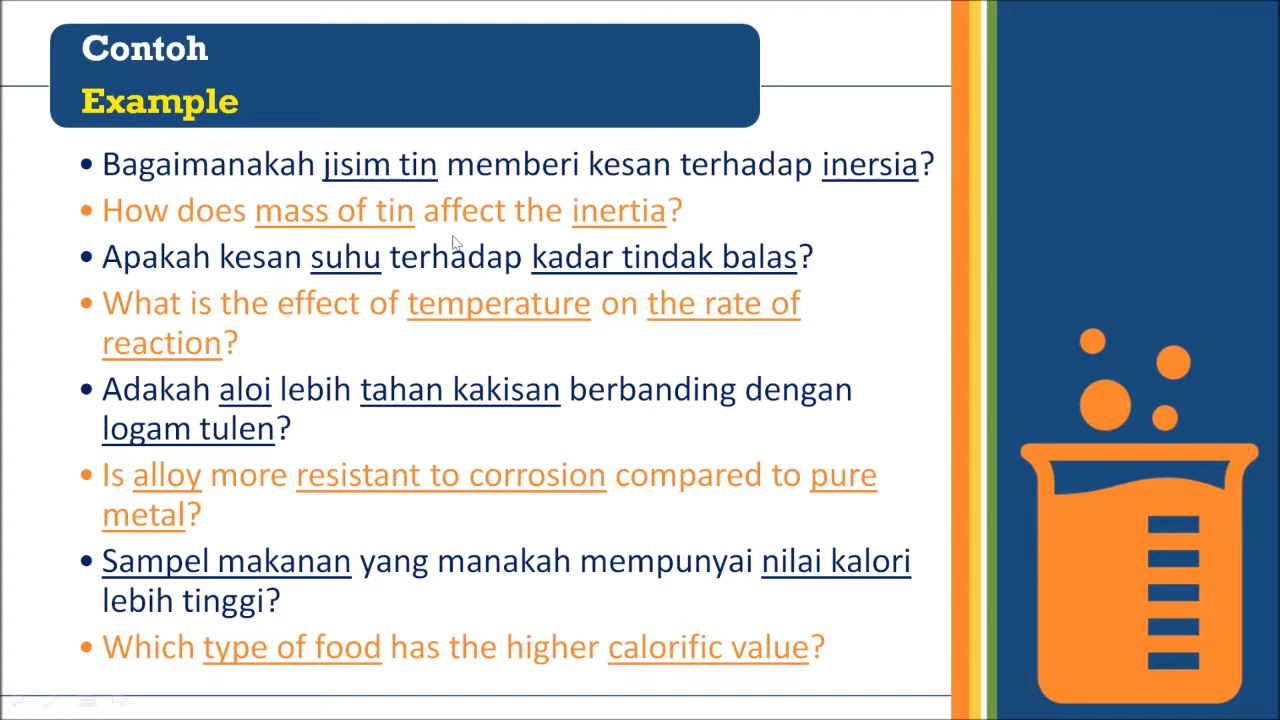 Contoh
Example
• Bagaimanakah jisim tin memberi kesan terhadap inersia?
• How does mass of tin affect the inertia?
• Apakah kesan suhu terhadap kadar tindak balas?
• What is the effect of temperature on the rate of
reaction?
• Adakah aloi lebih tahan kakisan berbanding dengan
logam tulen?
• Is alloy more resistant to corrosion compared to pure
metal?
• Sampel makanan yang manakah mempunyai nilai kalori
lebih tinggi?
• Which type of food has the higher calorific value?